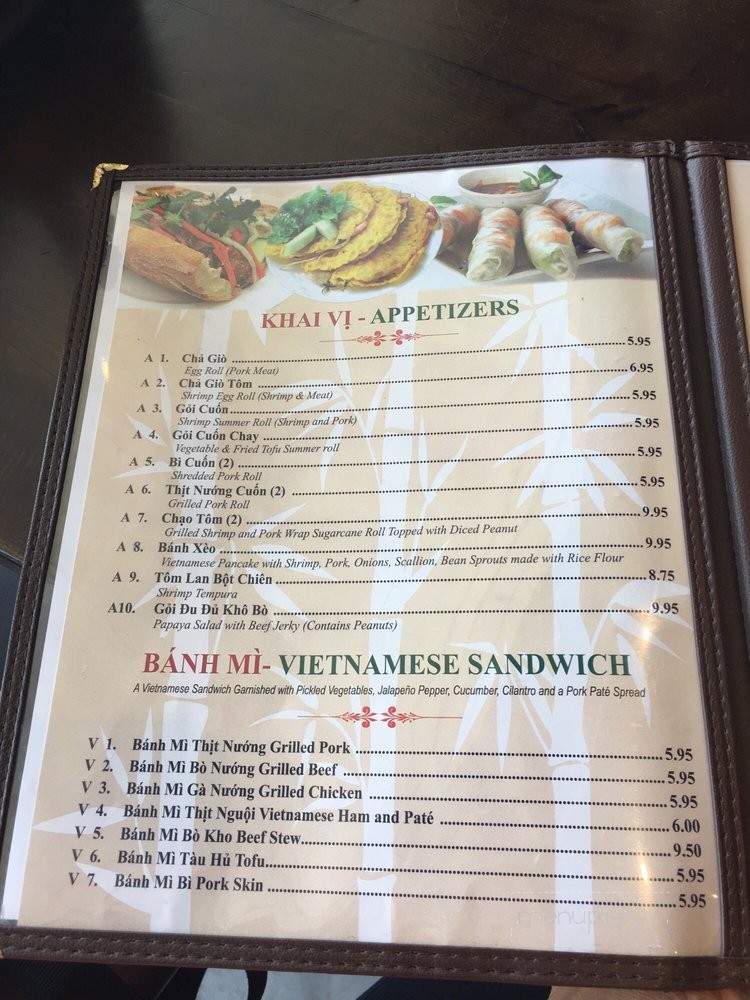 KHAI VỊ - APPETIZERS
A 1. Chả Giò 5.95
Egg Roll (Pork Meat)
A 2. Chả Giò Tôm 6.95
Shrimp Egg Roll (Shrimp & Meat)
A 3. Gỏi Cuốn 5.95
Shrimp Summer Roll (Shrimp and Pork)
A 4. Gỏi Cuốn Chay 5.95
Vegetable & Fried Tofu Summer roll
A 5. Bì Cuốn (2) 5.95
Shredded Pork Roll
A 6. Thịt Nướng Cuốn (2) 5.95
Grilled Pork Roll
A 7. Chạo Tôm (2) 9.95
Grilled Shrimp and Pork Wrap Sugarcane Roll Topped with Diced Peanut
A 8. Bánh Xèo 9.95
Vietnamese Pancake with Shrimp, Pork, Onions, Scallion, Bean Sprouts made with Rice Flour
A 9. Tôm Lan Bột Chiên 8.75
Shrimp Tempura
A10. Gỏi Đu Đủ Khô Bò 9.95
Papaya Salad with Beef Jerky (Contains Peanuts)
BÁNH MÌ- VIETNAMESE SANDWICH
A Vietnamese Sandwich Garnished with Pickled Vegetables, Jalapeño Pepper, Cucumber, Cilantro and a Pork Paté Spread
V 1. Bánh Mì Thịt Nướng Grilled Pork 5.95
V 2. Bánh Mì Bò Nướng Grilled Beef 5.95
V 3. Bánh Mì Gà Nướng Grilled Chicken 5.95
V 4. Bánh Mì Thịt Nguội Vietnamese Ham and Paté 6.00
V 5. Bánh Mì Bò Kho Beef Stew 9.50
V 6. Bánh Mì Tàu Hủ Tofu 5.95
V 7. Bánh Mì Bì Pork Skin 5.95